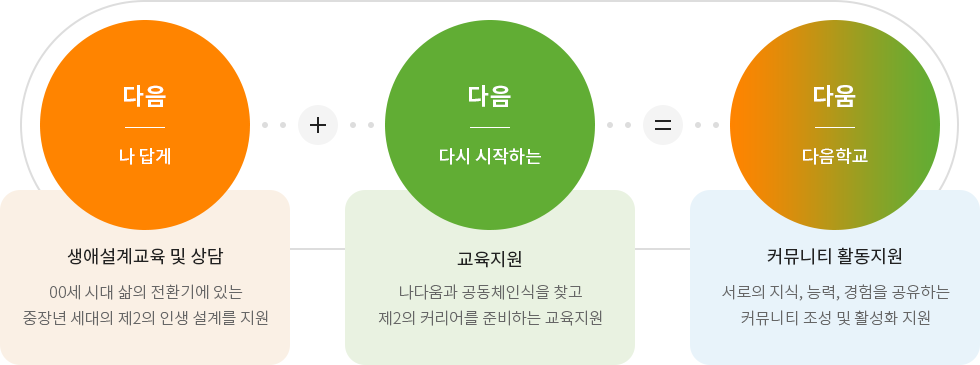 다음
나 답게
+
다음
다시 시작하는
=
다움
다음학교
생애설계교육 및 상담
00세 시대 삶의 전환기에 있는
중장년 세대의 제2의 인생 설계를 지원
교육지원
나다움과 공동체인식을 찾고
제2의 커리어를 준비하는 교육지원
커뮤니티 활동지원
서로의 지식, 능력, 경험을 공유하는
커뮤니티 조성 및 활성화 지원